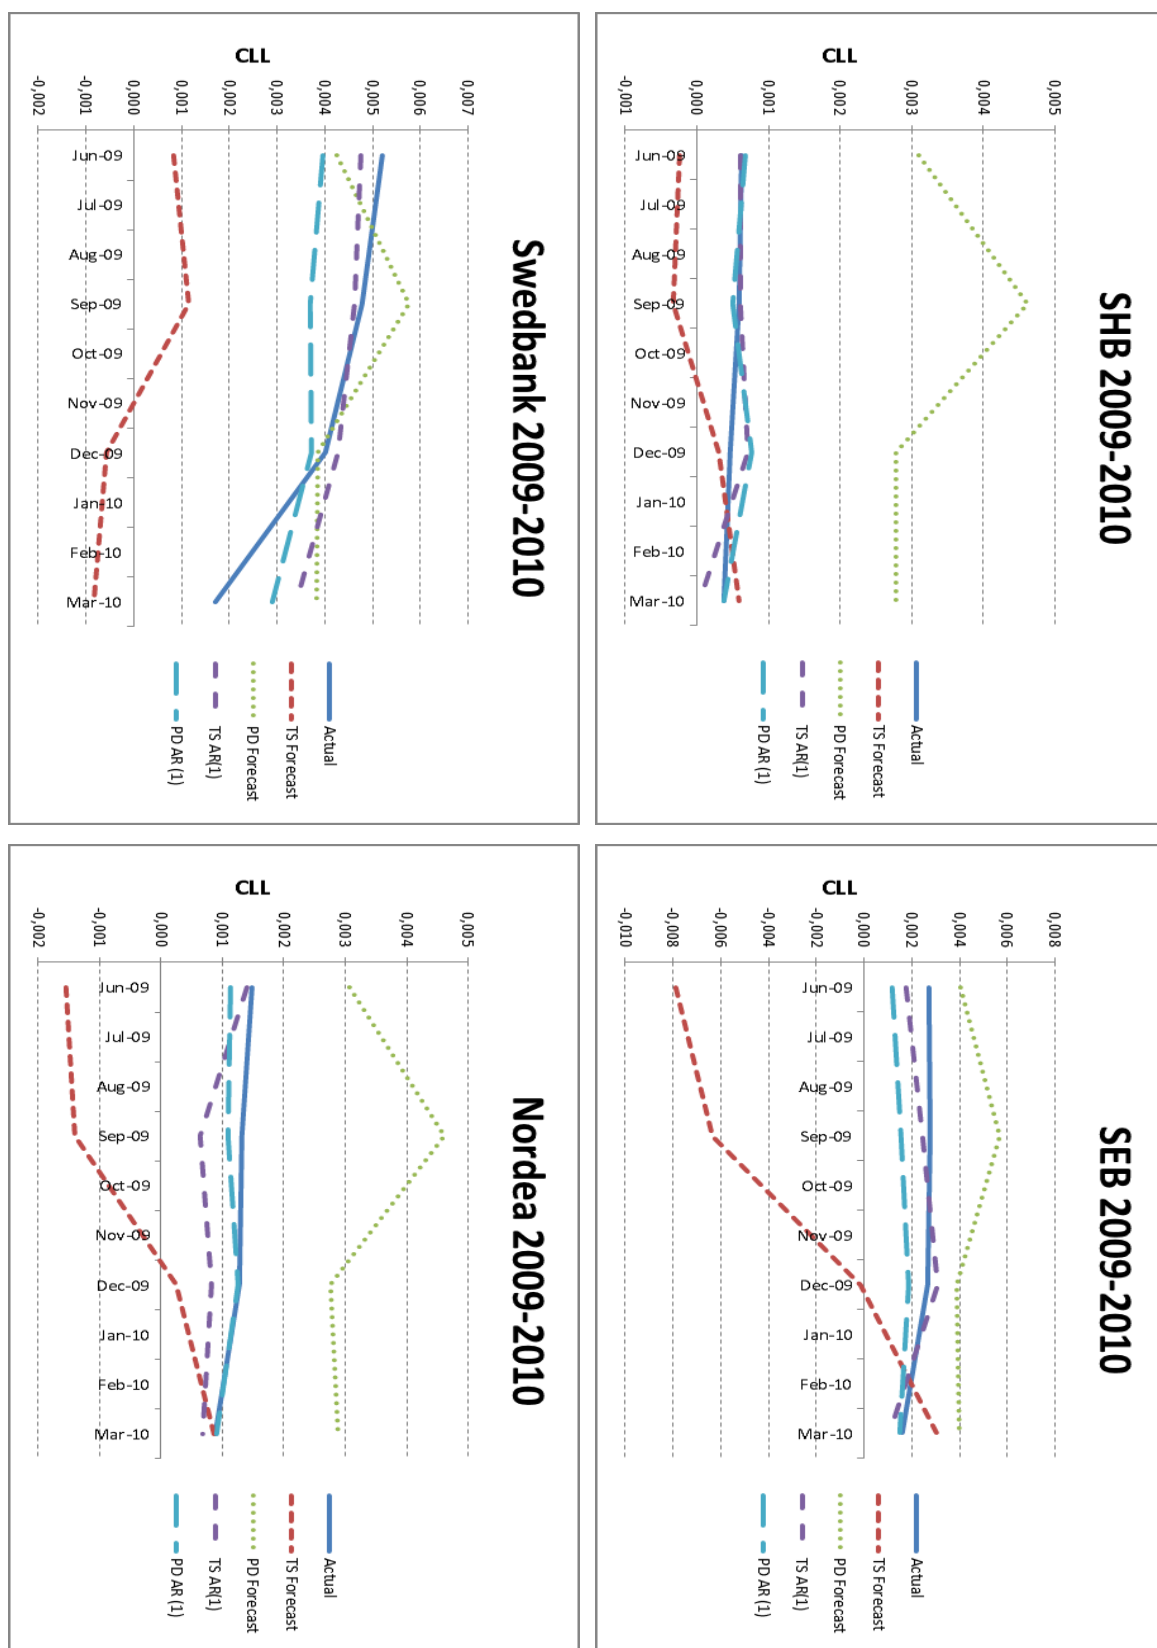 SHB 2009-2010
CLL
0,005
0,004
0,003
0,002
0,001
0,000
-0,001
Jun-09
Jul-09
Aug-09
Sep-09
Oct-09
Nov-09
Dec-09
Jan-10
Feb-10
Mar-10
Actual
TS Forecast
PD Forecast
TS AR(1)
PD AR (1)
SEB 2009-2010
CLL
0,008
0,006
0,004
0,002
0,000
-0,002
-0,004
-0,006
-0,008
-0,010
Jun-09
Jul-09
Aug-09
Sep-09
Oct-09
Nov-09
Dec-09
Jan-10
Feb-10
Mar-10
Actual
TS Forecast
PD Forecast
TS AR(1)
PD AR (1)
Swedbank 2009-2010
CLL
0,007
0,006
0,005
0,004
0,003
0,002
0,001
0,000
-0,001
-0,002
Jun-09
Jul-09
Aug-09
Sep-09
Oct-09
Nov-09
Dec-09
Jan-10
Feb-10
Mar-10
Actual
TS Forecast
PD Forecast
TS AR(1)
PD AR (1)
Nordea 2009-2010
CLL
0,005
0,004
0,003
0,002
0,001
0,000
-0,001
-0,002
Jun-09
Jul-09
Aug-09
Sep-09
Oct-09
Nov-09
Dec-09
Jan-10
Feb-10
Mar-10
Actual
TS Forecast
PD Forecast
TS AR(1)
PD AR (1)